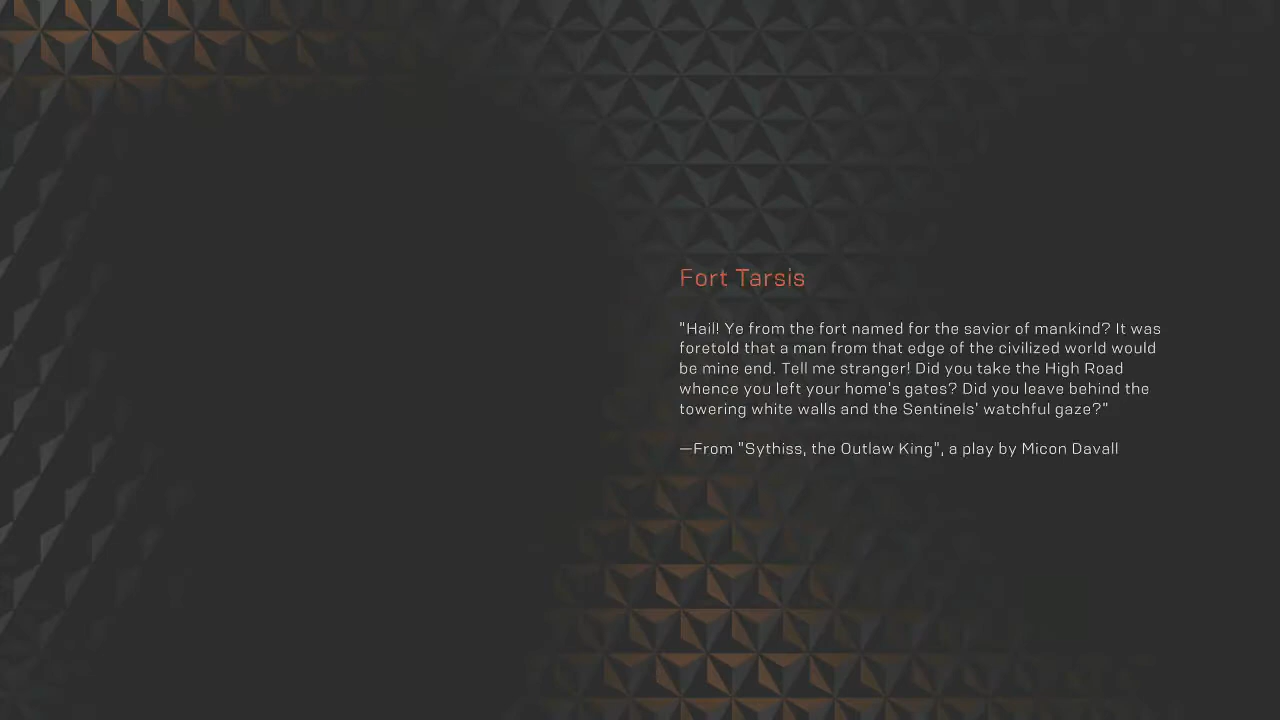 Fort Tarsis
"Hail! Ye from the fort named for the savior of mankind? It was
foretold that a man from that edge of the civilized world would
be mine end. Tell me stranger! Did you take the High Road
whence you left your home's gates? Did you leave behind the
towering white walls and the Sentinels' watchful gaze?"
—From "Sythiss, the Outlaw King", a play by Micon Davall